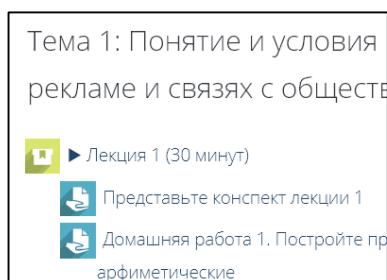 Тема 1: Понятие и условия
рекламе и связях с обществ
▶ Лекция 1 (30 минут)
Представьте конспект лекции 1
Домашняя работа 1. Постройте пр
арфиметические